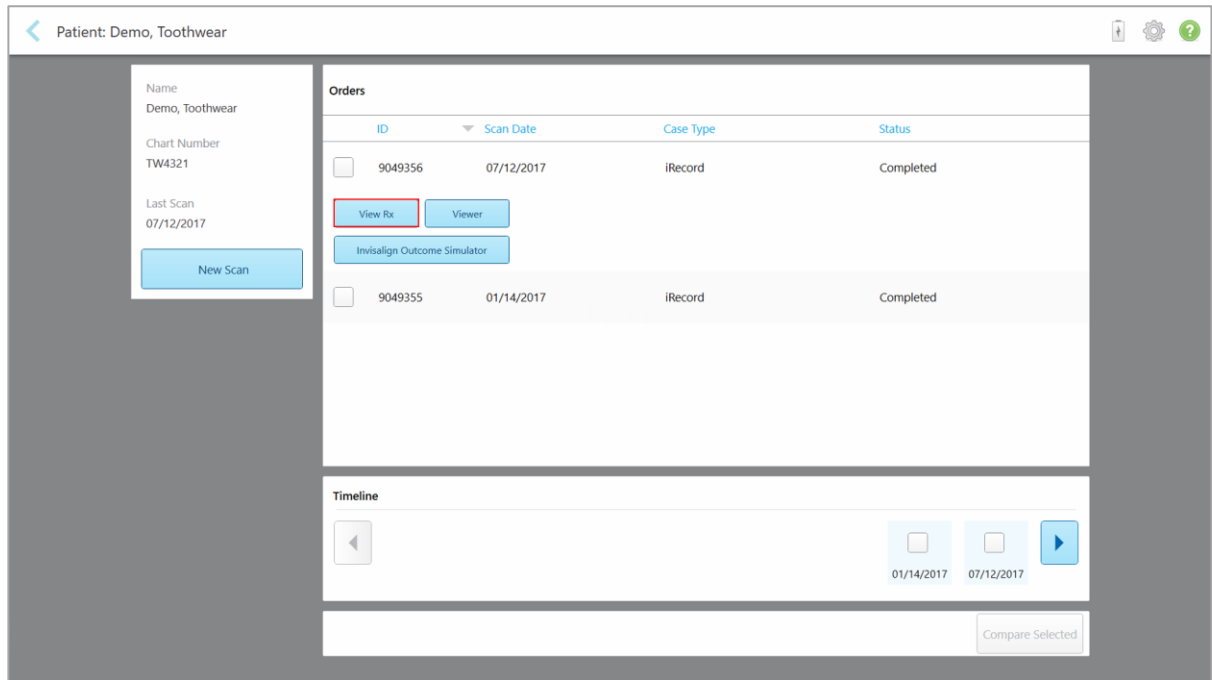 Patient: Demo, Toothwear
?
Name
Demo, Toothwear
Chart Number
TW4321
Last Scan
07/12/2017
New Scan
Orders
ID Scan Date Case Type Status
9049356 07/12/2017 iRecord Completed
View Rx Viewer
Invisalign Outcome Simulator
9049355 01/14/2017 iRecord Completed
Timeline
01/14/2017 07/12/2017
Compare Selected